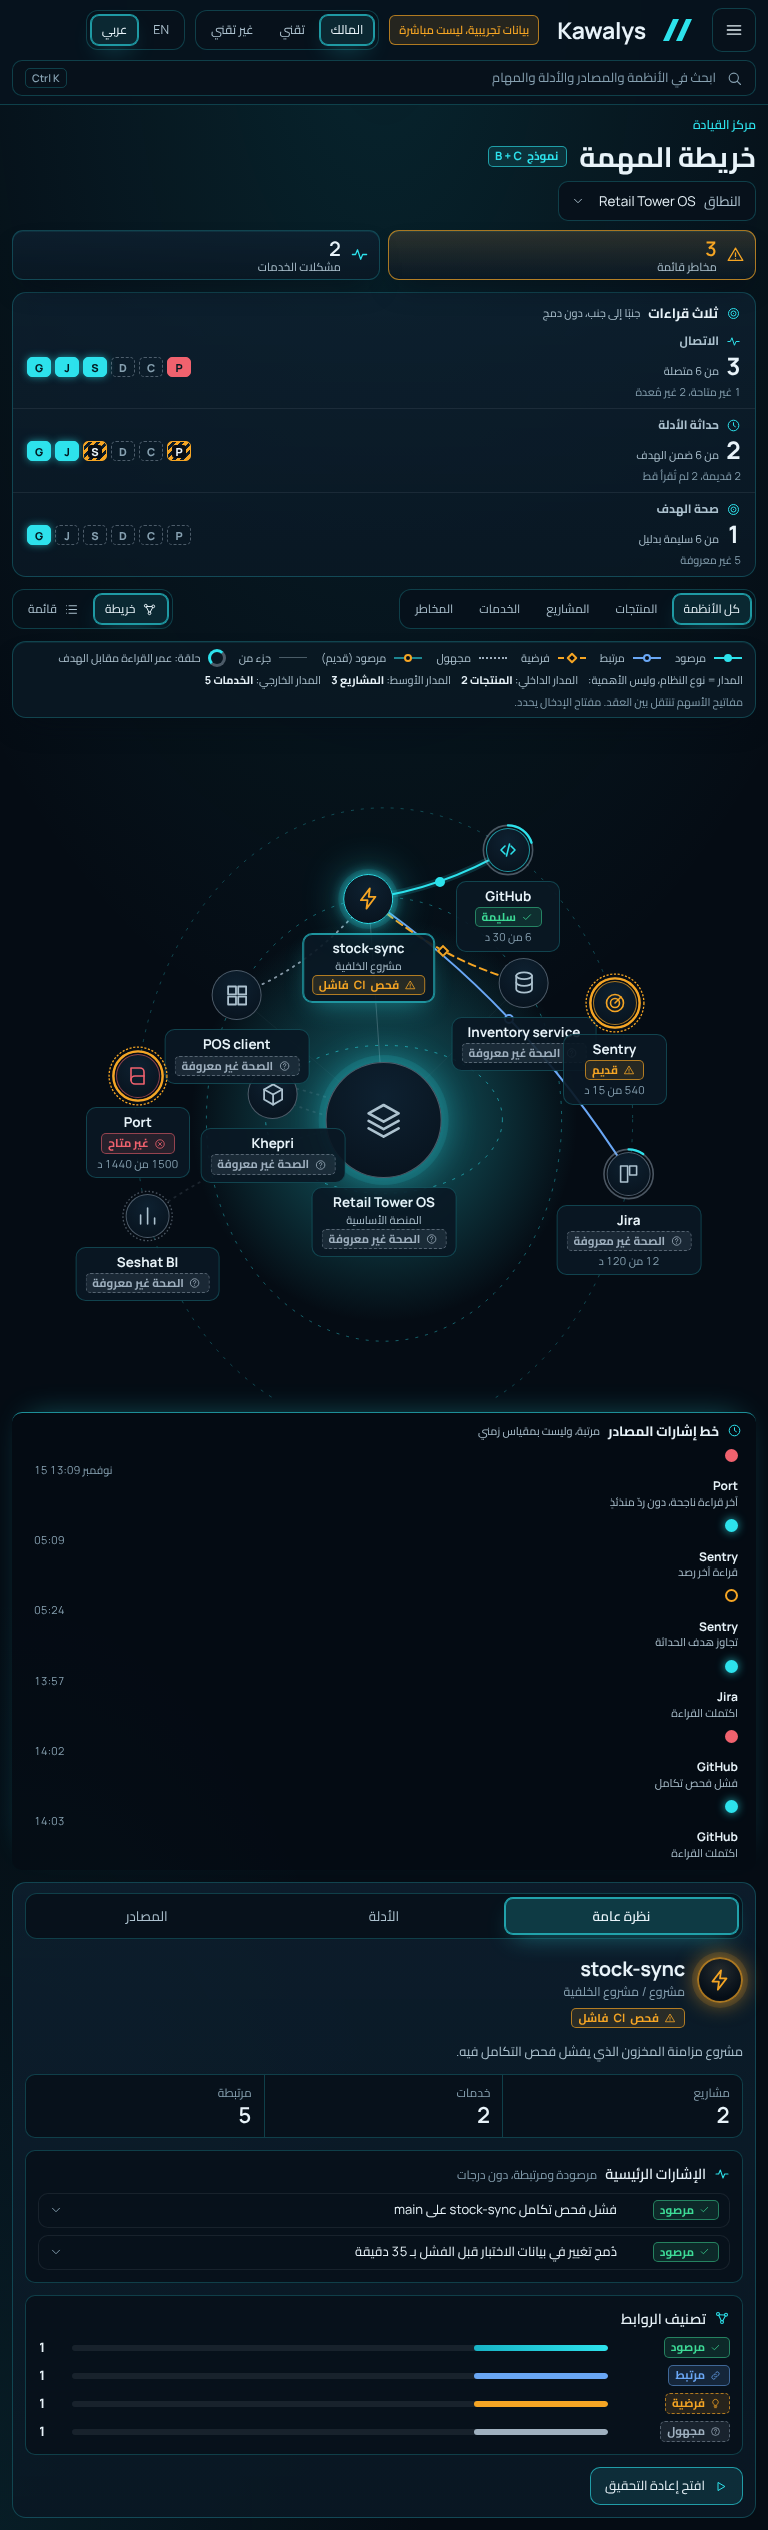 Kawalys
بيانات تجريبية، ليست مباشرة
المالك
تقني
غير تقني
EN
عربي
ابحث في الأنظمة والمصادر والأدلة والمهام
Ctrl K
مركز القيادة
خريطة المهمة
نموذج B + C
النطاق Retail Tower OS
3
مخاطر قائمة
2
مشكلات الخدمات
ثلاث قراءات جنبًا إلى جنب، دون دمج
الاتصال
3 من 6 متصلة
1 غير متاحة، 2 غير مُعدة
P C D S J G
حداثة الأدلة
2 من 6 ضمن الهدف
2 قديمة، 2 لم تُقرأ قط
P C D S J G
صحة الهدف
1 من 6 سليمة بدليل
5 غير معروفة
P C D S J G
كل الأنظمة
المنتجات
المشاريع
الخدمات
المخاطر
خريطة
قائمة
مرصود
مرتبط
فرضية
مجهول
مرصود (قديم)
جزء من
حلقة: عمر القراءة مقابل الهدف
المدار = نوع النظام، وليس الأهمية: المدار الداخلي: المنتجات 2 المدار الأوسط: المشاريع 3 المدار الخارجي: الخدمات 5
مفاتيح الأسهم تنتقل بين العقد. مفتاح الإدخال يحدد.
GitHub
سليمة
6 من 30 د
stock-sync
مشروع الخلفية
فحص CI فاشل
Inventory service
الصحة غير معروفة
Sentry
قديم
540 من 15 د
POS client
الصحة غير معروفة
Port
غير متاح
1500 من 1440 د
Khepri
الصحة غير معروفة
Retail Tower OS
المنصة الأساسية
الصحة غير معروفة
Jira
الصحة غير معروفة
12 من 120 د
Seshat BI
الصحة غير معروفة
خط إشارات المصادر مرتبة، وليست بمقياس زمني
15 نوفمبر 13:09
Port
آخر قراءة ناجحة، دون ردّ منذئذٍ
05:09
Sentry
قراءة آخر رصد
05:24
Sentry
تجاوز هدف الحداثة
13:57
Jira
اكتملت القراءة
14:02
GitHub
فشل فحص تكامل
14:03
GitHub
اكتملت القراءة
نظرة عامة
الأدلة
المصادر
stock-sync
مشروع / مشروع الخلفية
فحص CI فاشل
مشروع مزامنة المخزون الذي يفشل فحص التكامل فيه.
مشاريع
2
خدمات
2
مرتبطة
5
الإشارات الرئيسية مرصودة ومرتبطة، دون درجات
مرصود فشل فحص تكامل stock-sync على main
مرصود دُمج تغيير في بيانات الاختبار قبل الفشل بـ 35 دقيقة
تصنيف الروابط
مرصود 1
مرتبط 1
فرضية 1
مجهول 1
افتح إعادة التحقيق